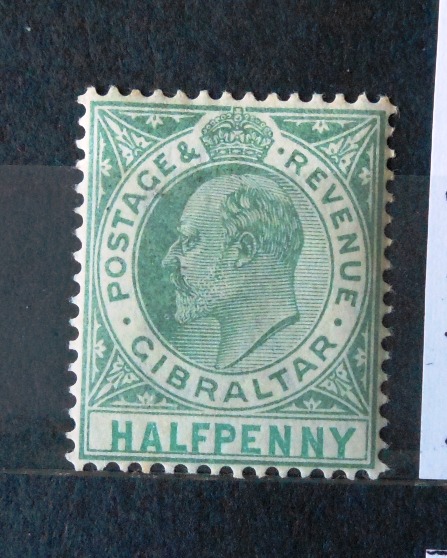 POSTAGE & · REVENUE
· GIBRALTAR ·
HALFPENNY